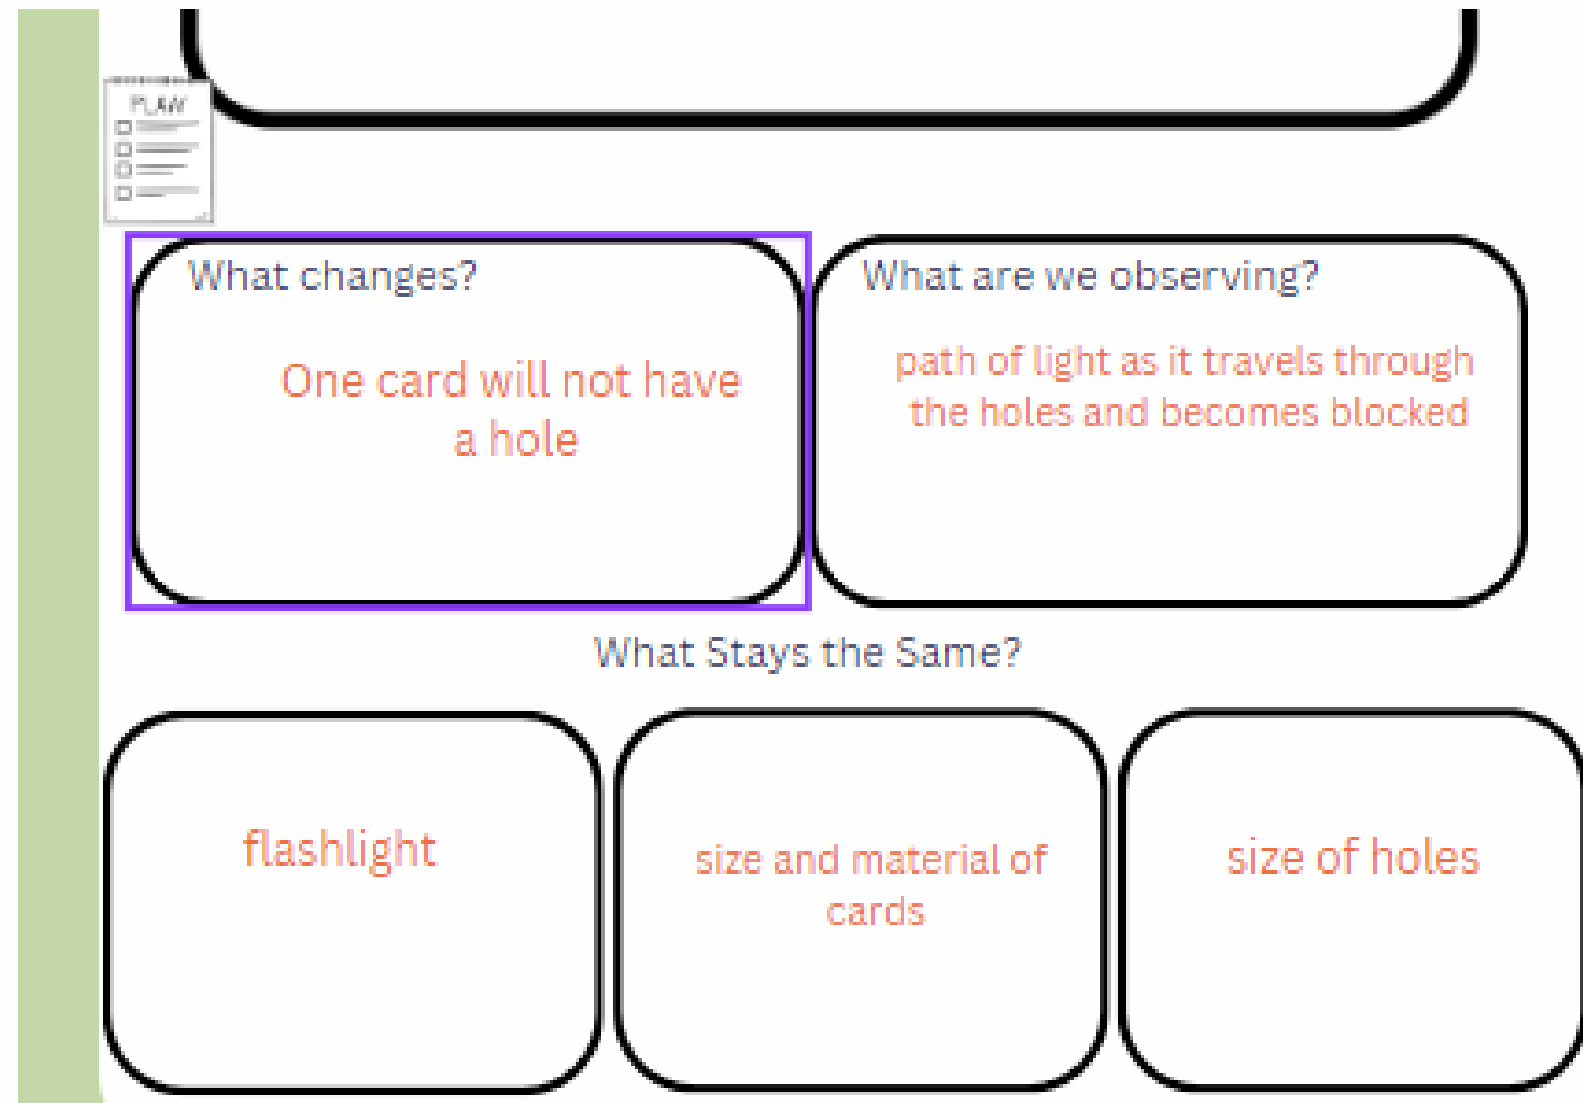 PLAN
What changes?
One card will not have
a hole
What are we observing?
path of light as it travels through
the holes and becomes blocked
What Stays the Same?
flashlight
size and material of
cards
size of holes